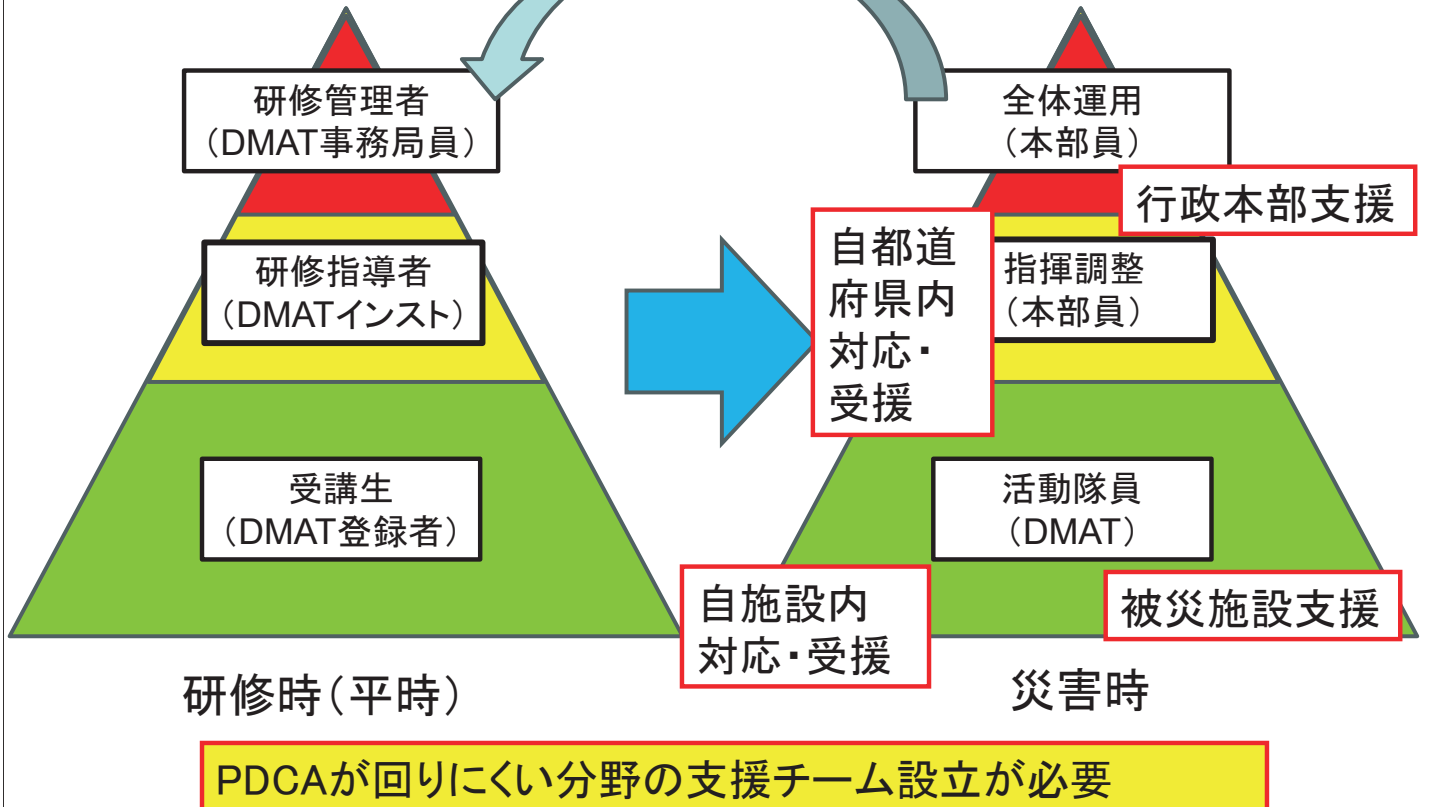 研修管理者
(DMAT事務局員)
研修指導者
(DMATインスト)
受講生
(DMAT登録者)
研修時(平時)
全体運用
(本部員)
行政本部支援
自都道
府県内
対応・
受援
指揮調整
(本部員)
活動隊員
(DMAT)
自施設内
対応・受援
被災施設支援
災害時
PDCAが回りにくい分野の支援チーム設立が必要